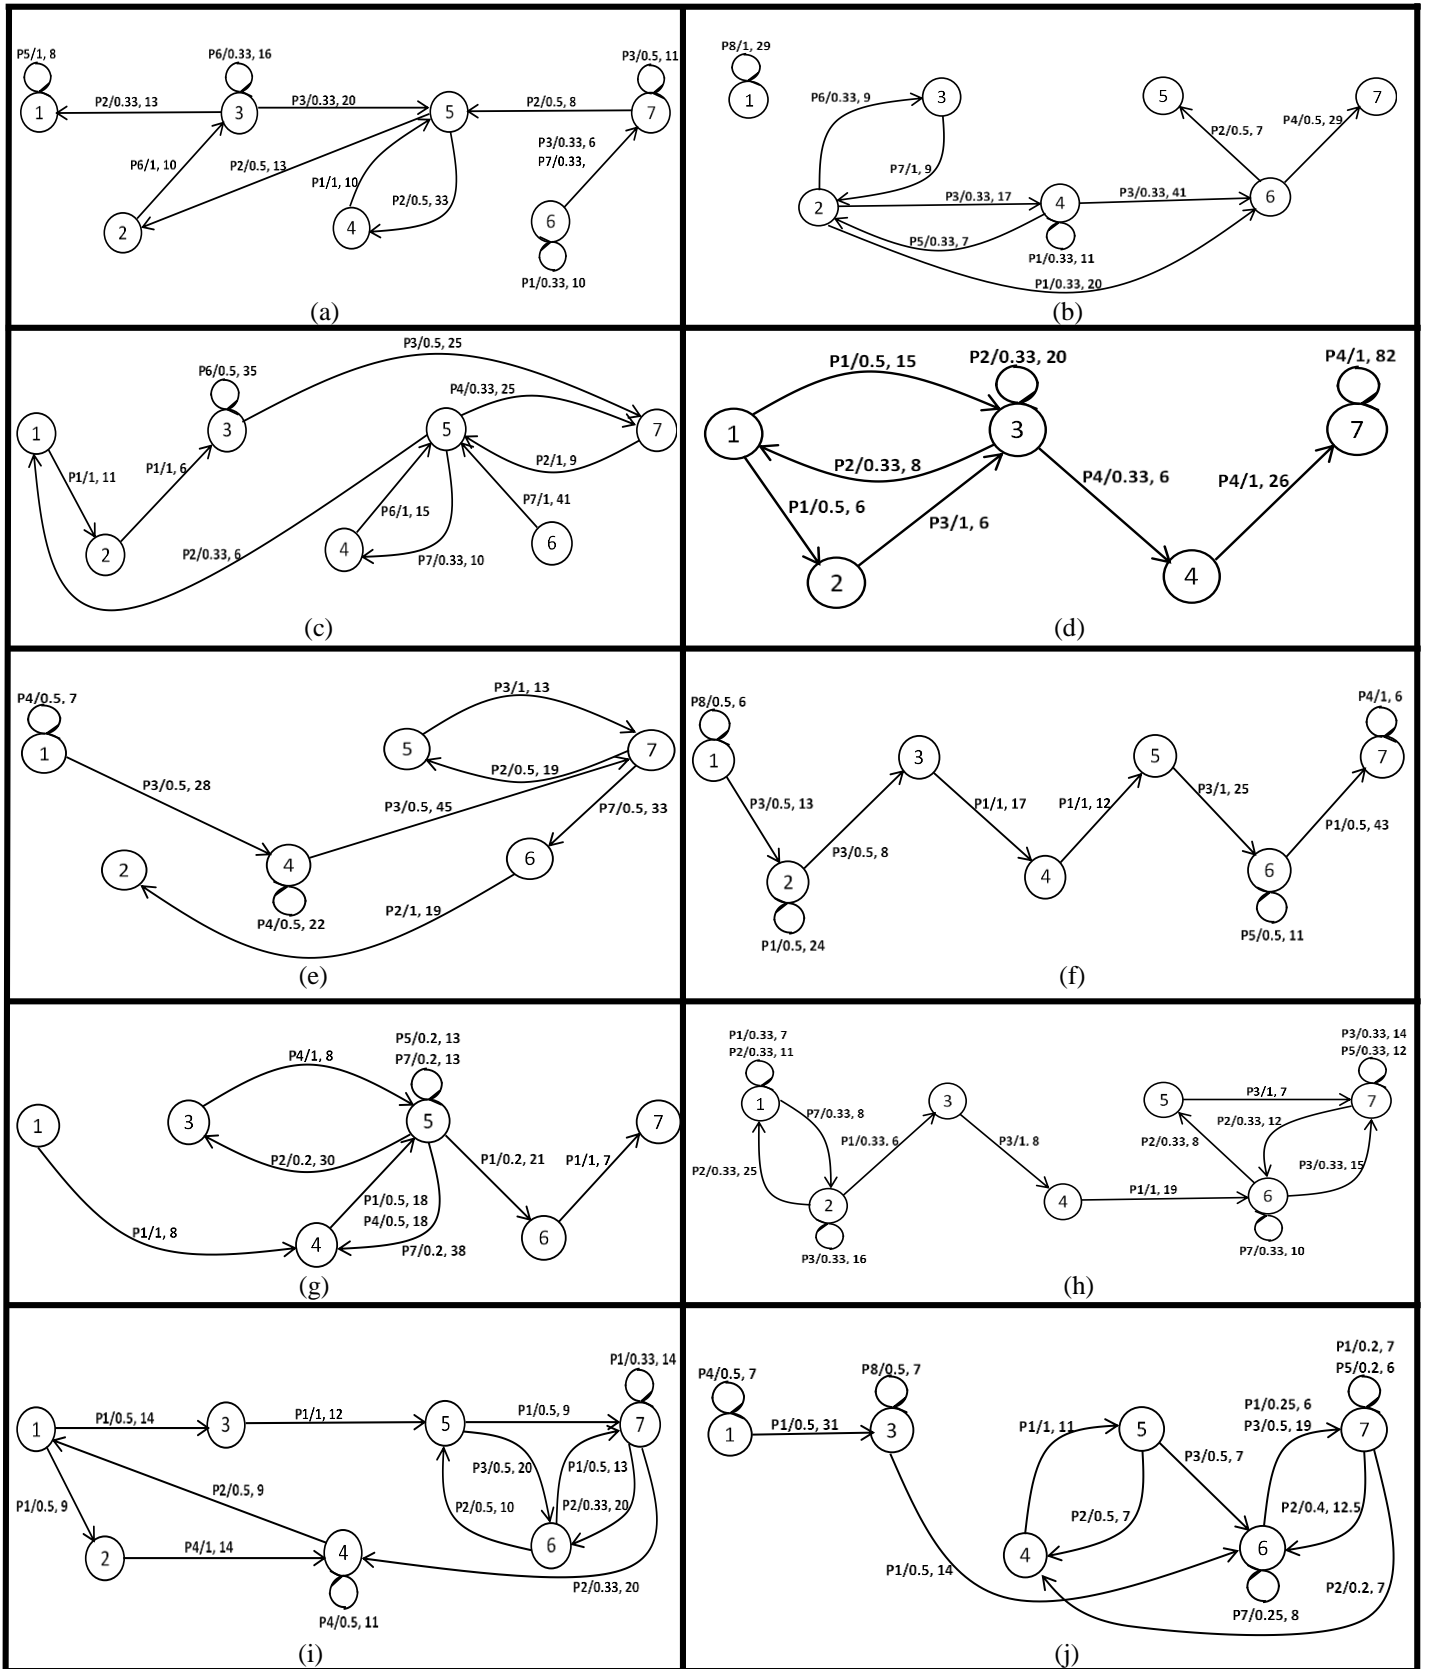 P5/1, 8
P6/0.33, 16
P3/0.5, 11
1
P2/0.33, 13
3
P3/0.33, 20
5
P2/0.5, 8
7
P6/1, 10
P2/0.5, 13
P1/1, 10
P2/0.5, 33
P3/0.33, 6
P7/0.33,
2
4
6
P1/0.33, 10
(a)
P8/1, 29
1
P6/0.33, 9
3
5
7
P2/0.5, 7
P4/0.5, 29
P7/1, 9
2
P3/0.33, 17
4
P3/0.33, 41
6
P5/0.33, 7
P1/0.33, 11
P1/0.33, 20
(b)
P3/0.5, 25
P6/0.5, 35
P4/0.33, 25
1
3
5
7
P1/1, 11
P1/1, 6
P2/1, 9
P6/1, 15
P7/1, 41
2
4
6
P2/0.33, 6
P7/0.33, 10
(c)
P1/0.5, 15
P2/0.33, 20
P4/1, 82
1
3
7
P2/0.33, 8
P4/0.33, 6
P4/1, 26
P1/0.5, 6
P3/1, 6
2
4
(d)
P4/0.5, 7
P3/1, 13
1
5
7
P2/0.5, 19
P3/0.5, 28
P3/0.5, 45
P7/0.5, 33
2
4
6
P2/1, 19
P4/0.5, 22
(e)
P8/0.5, 6
P4/1, 6
1
3
5
7
P3/0.5, 13
P1/1, 17
P1/1, 12
P3/1, 25
P3/0.5, 8
P1/0.5, 43
2
4
6
P1/0.5, 24
P5/0.5, 11
(f)
P5/0.2, 13
P7/0.2, 13
P4/1, 8
1
3
5
7
P2/0.2, 30
P1/0.2, 21
P1/1, 7
P1/0.5, 18
P4/0.5, 18
P1/1, 8
4
P7/0.2, 38
6
(g)
P1/0.33, 7
P2/0.33, 11
P3/0.33, 14
P5/0.33, 12
1
3
5
P3/1, 7
7
P7/0.33, 8
P1/0.33, 6
P3/1, 8
P2/0.33, 12
P2/0.33, 8
P2/0.33, 25
P3/0.33, 15
2
4
P1/1, 19
6
P3/0.33, 16
P7/0.33, 10
(h)
P1/0.33, 14
1
P1/0.5, 14
3
P1/1, 12
5
P1/0.5, 9
7
P3/0.5, 20
P1/0.5, 13
P2/0.5, 9
P1/0.5, 9
P2/0.5, 10
P2/0.33, 20
2
P4/1, 14
4
6
P2/0.33, 20
P4/0.5, 11
(i)
P1/0.2, 7
P5/0.2, 6
P4/0.5, 7
P8/0.5, 7
P1/0.25, 6
P3/0.5, 19
1
P1/0.5, 31
3
P1/1, 11
5
7
P3/0.5, 7
P2/0.5, 7
P2/0.4, 12.5
4
6
P1/0.5, 14
P2/0.2, 7
P7/0.25, 8
(j)